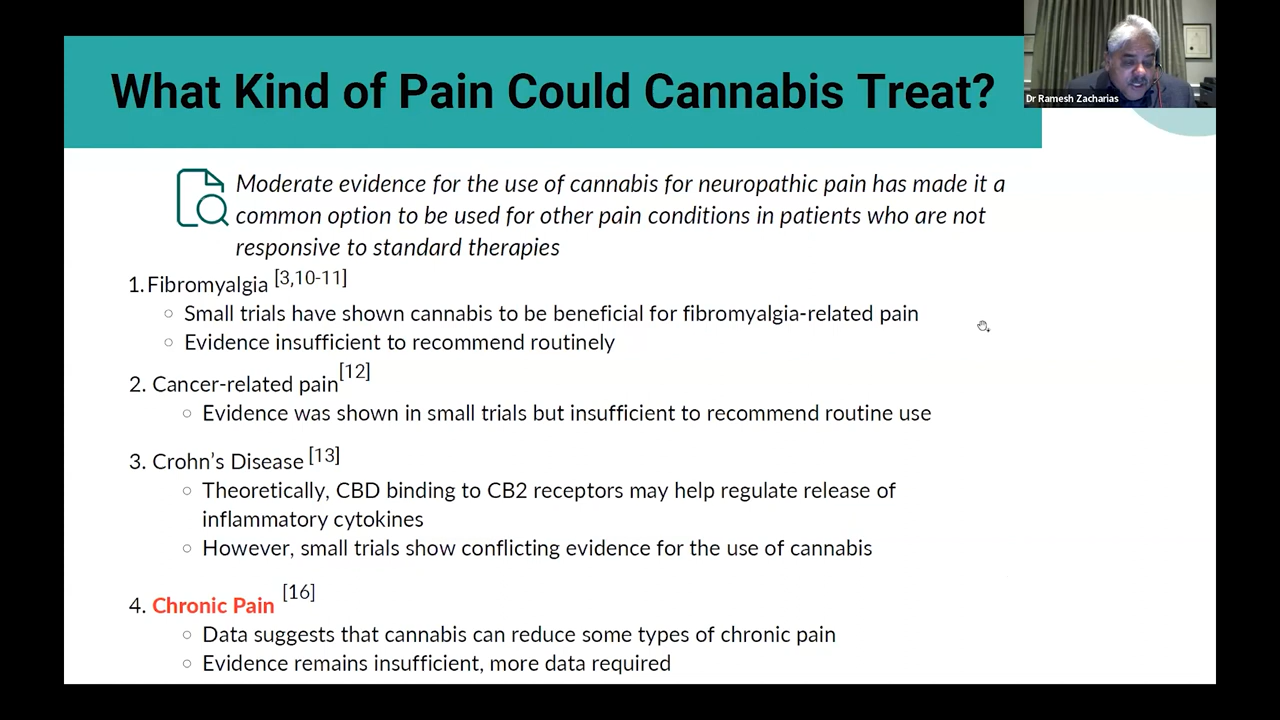 What Kind of Pain Could Cannabis Treat?
Dr Ramesh Zacharias
Moderate evidence for the use of cannabis for neuropathic pain has made it a
common option to be used for other pain conditions in patients who are not
responsive to standard therapies
1. Fibromyalgia [3,10-11]
○ Small trials have shown cannabis to be beneficial for fibromyalgia-related pain
○ Evidence insufficient to recommend routinely
2. Cancer-related pain[12]
○ Evidence was shown in small trials but insufficient to recommend routine use
3. Crohn's Disease [13]
○ Theoretically, CBD binding to CB2 receptors may help regulate release of
inflammatory cytokines
○ However, small trials show conflicting evidence for the use of cannabis
4. Chronic Pain [16]
○ Data suggests that cannabis can reduce some types of chronic pain
○ Evidence remains insufficient, more data required